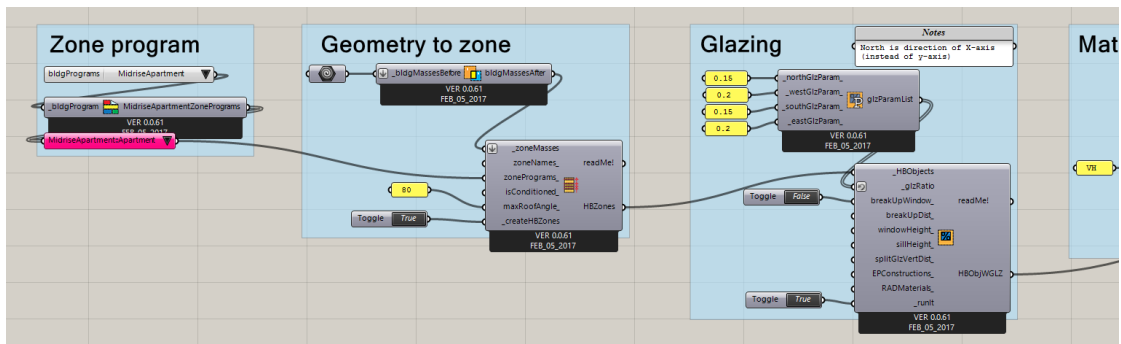 Zone program
bldgPrograms MidriseApartment
_bldgProgram MidriseApartmentZonePrograms
VER 0.0.61
FEB_05_2017
MidriseApartmentsApartment
Geometry to zone
_bldgMassesBefore bldgMassesAfter
VER 0.0.61
FEB_05_2017
_zoneMasses
zoneNames_ readMe!
zonePrograms_
isConditioned_
maxRoofAngle_ HBZones
_createHBZones
VER 0.0.61
FEB_05_2017
80
Toggle True
Glazing
Notes
North is direction of X-axis
(instead of y-axis)
0.15
0.2
0.15
0.2
_northGlzParam_
_westGlzParam_
_southGlzParam_ glzParamList
_eastGlzParam_
VER 0.0.61
FEB_05_2017
_HBObjects
_glzRatio
breakUpWindow_ readMe!
breakUpDist_
windowHeight_
sillHeight_
splitGlzVertDist_
EPConstructions_ HBObjWGLZ
RADMaterials_
_runIt
VER 0.0.61
FEB_05_2017
Toggle False
Toggle True
Mat
VH